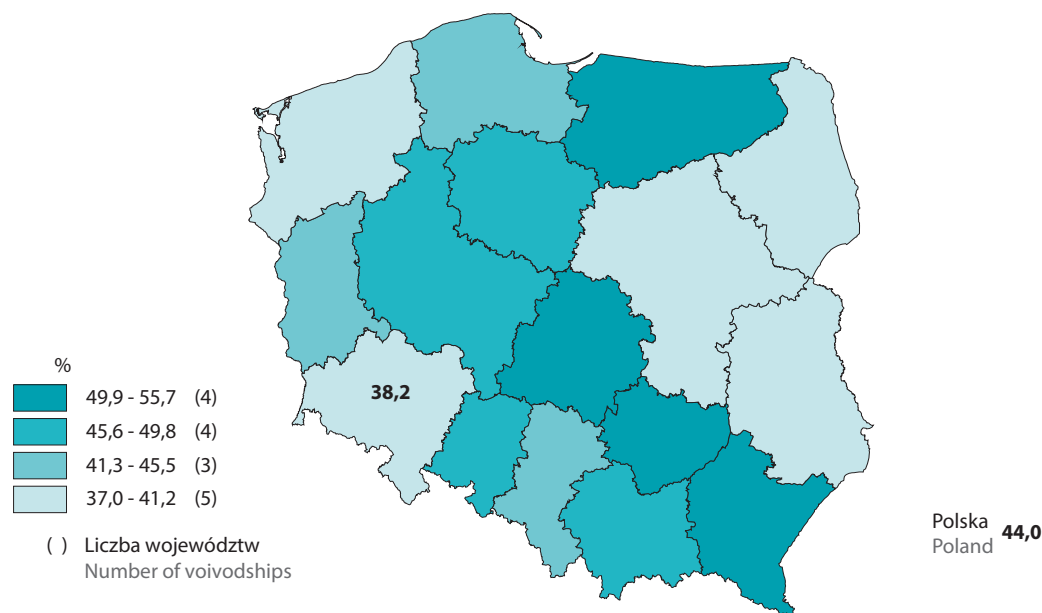 38,2
%
49,9 - 55,7 (4)
45,6 - 49,8 (4)
41,3 - 45,5 (3)
37,0 - 41,2 (5)
( ) Liczba województw
Number of voivodships
Polska 44,0
Poland